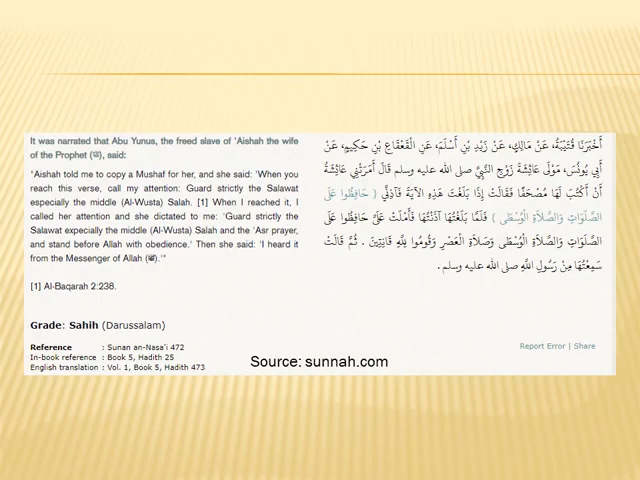 It was narrated that Abu Yunus, the freed slave of 'Aishah the wife
of the Prophet (ﷺ), said:
"Aishah told me to copy a Mushaf for her, and she said: 'When you
reach this verse, call my attention: Guard strictly the Salawat
especially the middle (Al-Wusta) Salah. [1] When I reached it, I
called her attention and she dictated to me: 'Guard strictly the
Salawat expecially the middle (Al-Wusta) Salah and the 'Asr prayer,
and stand before Allah with obedience.' Then she said: 'I heard it
from the Messenger of Allah (ﷺ).'"
[1] Al-Baqarah 2:238.
أَخْبَرَنَا قُتَيْبَةُ، عَنْ مَالِكٍ، عَنْ زَيْدِ بْنِ أَسْلَمَ، عَنِ الْقَعْقَاعِ بْنِ حَكِيمٍ، عَنْ
أَبِي يُونُسَ، مَوْلَى عَائِشَةَ زَوْجِ النَّبِيِّ صلى الله عليه وسلم قَالَ أَمَرَتْنِي عَائِشَةُ
أَنْ أَكْتُبَ لَهَا مُصْحَفًا فَقَالَتْ إِذَا بَلَغْتَ هَذِهِ الآيَةَ فَآذِنِّي ‏{‏ حَافِظُوا عَلَى
الصَّلَوَاتِ وَالصَّلاَةِ الْوُسْطَى ‏}‏ فَلَمَّا بَلَغْتُهَا آذَنْتُهَا فَأَمْلَتْ عَلَىَّ حَافِظُوا عَلَى
الصَّلَوَاتِ وَالصَّلاَةِ الْوُسْطَى وَصَلاَةِ الْعَصْرِ وَقُومُوا لِلَّهِ قَانِتِينَ . ثُمَّ قَالَتْ
سَمِعْتُهَا مِنْ رَسُولِ اللَّهِ صلى الله عليه وسلم .
Grade: Sahih (Darussalam)
Reference : Sunan an-Nasa'i 472
In-book reference : Book 5, Hadith 25
English translation : Vol. 1, Book 5, Hadith 473
Report Error | Share
Source: sunnah.com